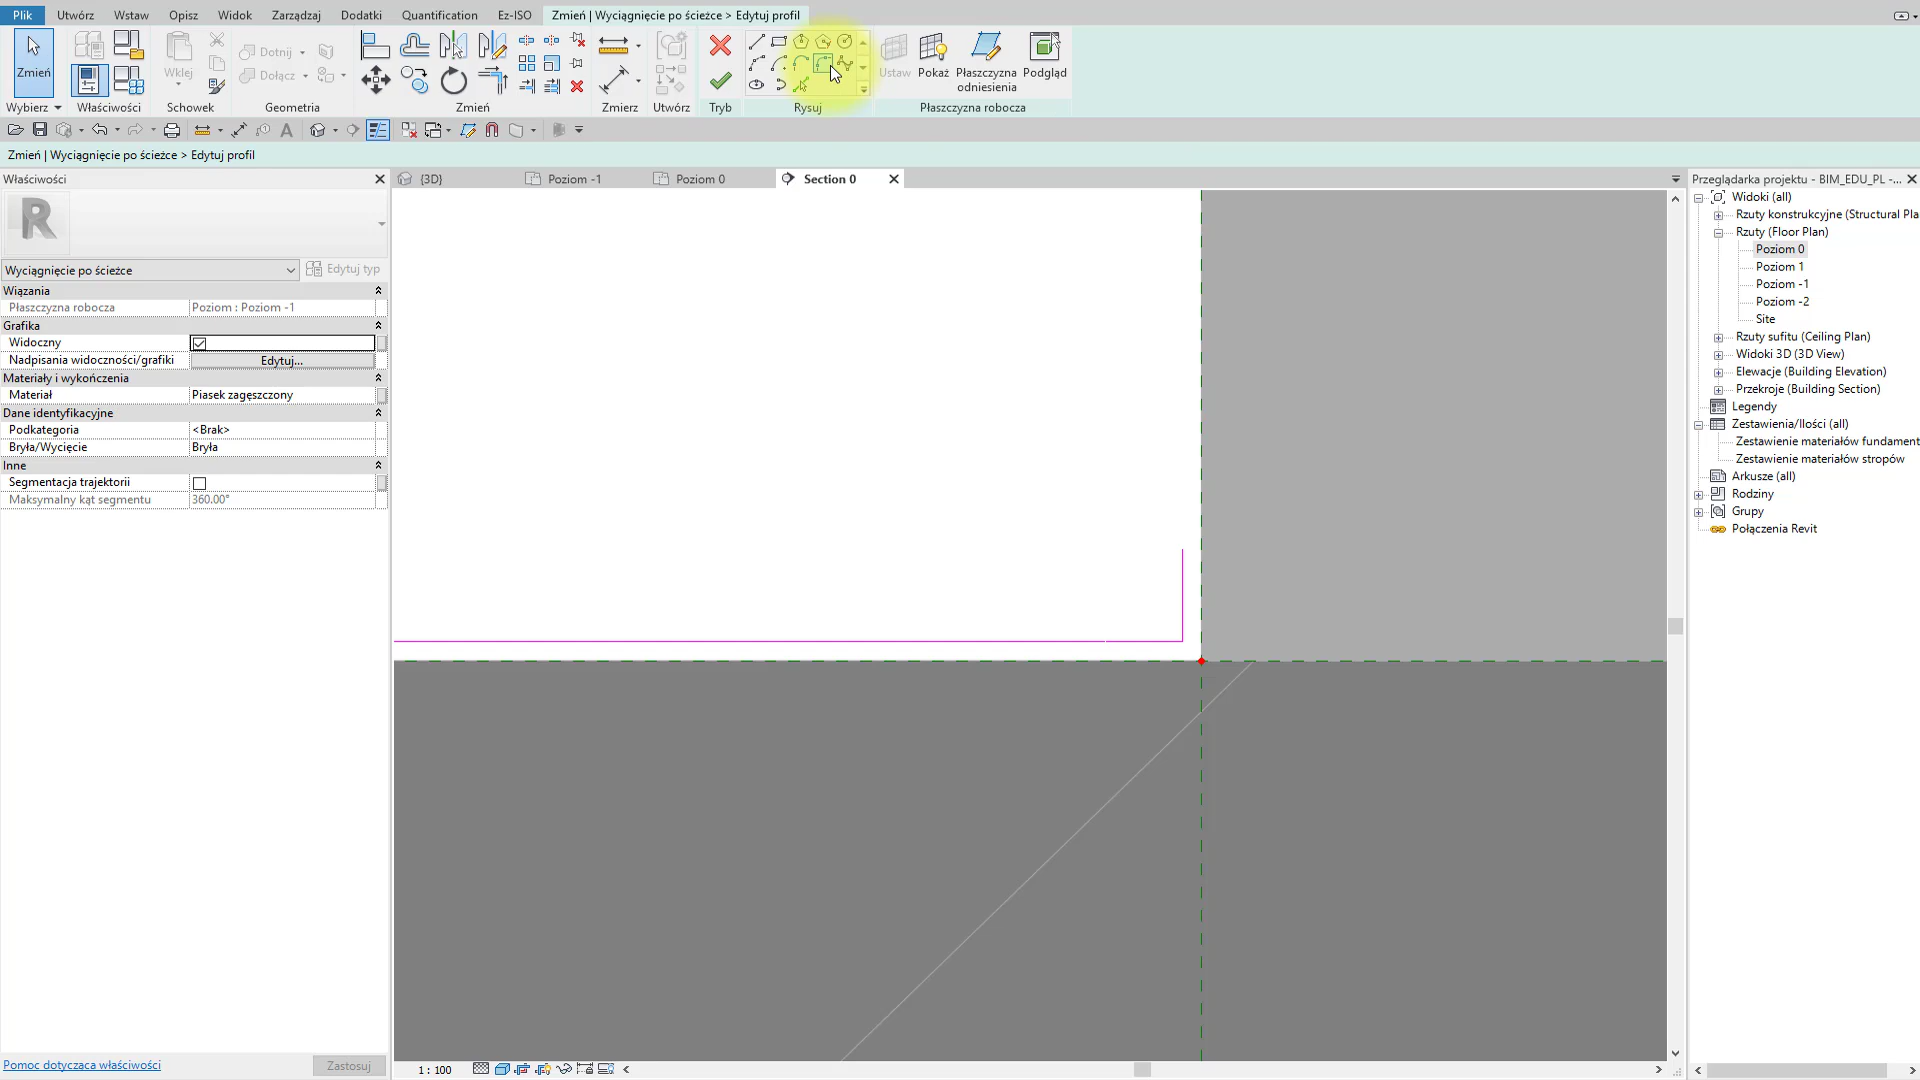 Plik Utwórz Wstaw Opisz Widok Zarządzaj Dodatki Quantification Ez-ISO Zmień | Wyciągnięcie po ścieżce > Edytuj profil
Zmień
Wklej
Dotnij
Dołącz
Ustaw
Pokaż
Płaszczyzna odniesienia
Podgląd
Wybierz Właściwości Schowek Geometria Zmień Zmierz Utwórz Tryb Rysuj Płaszczyzna robocza
Zmień | Wyciągnięcie po ścieżce > Edytuj profil
Właściwości
{3D} Poziom -1 Poziom 0 Section 0
Przeglądarka projektu - BIM_EDU_PL -...
Wyciągnięcie po ścieżce Edytuj typ
Wiązania
Płaszczyzna robocza Poziom : Poziom -1
Grafika
Widoczny
Nadpisania widoczności/grafiki Edytuj...
Materiały i wykończenia
Materiał Piasek zagęszczony
Dane identyfikacyjne
Podkategoria <Brak>
Bryła/Wycięcie Bryła
Inne
Segmentacja trajektorii
Maksymalny kąt segmentu 360.00°
Pomoc dotycząca właściwości Zastosuj
1 : 100
Widoki (all)
Rzuty konstrukcyjne (Structural Pla
Rzuty (Floor Plan)
Poziom 0
Poziom 1
Poziom -1
Poziom -2
Site
Rzuty sufitu (Ceiling Plan)
Widoki 3D (3D View)
Elewacje (Building Elevation)
Przekroje (Building Section)
Legendy
Zestawienia/Ilości (all)
Zestawienie materiałów fundament
Zestawienie materiałów stropów
Arkusze (all)
Rodziny
Grupy
Połączenia Revit